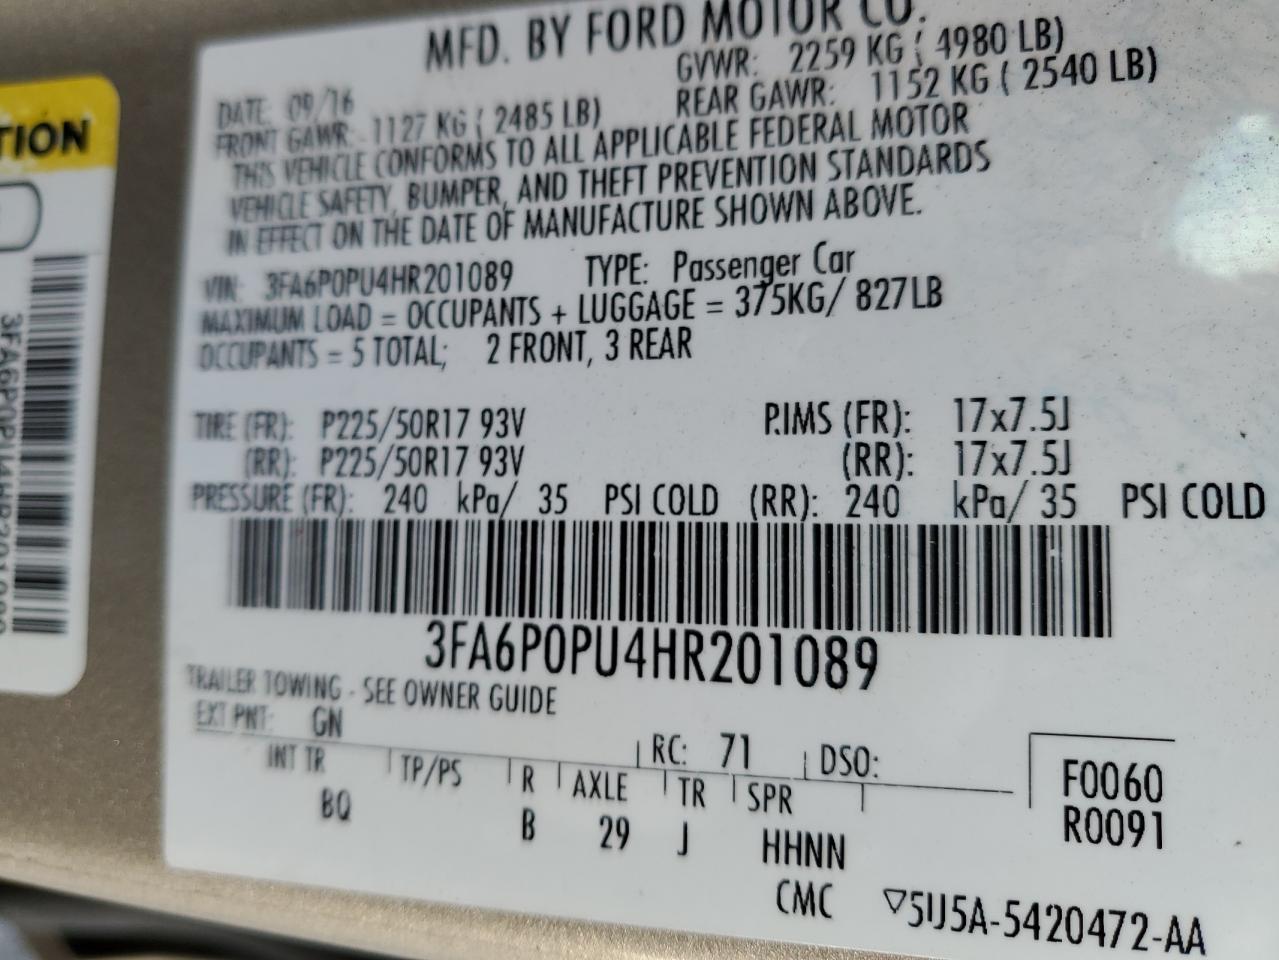 MFD. BY FORD MOTOR CO.
DATE: 09/16 GVWR: 2259 KG ( 4980 LB)
FRONT GAWR: 1127 KG ( 2485 LB) REAR GAWR: 1152 KG ( 2540 LB)
THIS VEHICLE CONFORMS TO ALL APPLICABLE FEDERAL MOTOR
VEHICLE SAFETY, BUMPER, AND THEFT PREVENTION STANDARDS
IN EFFECT ON THE DATE OF MANUFACTURE SHOWN ABOVE.
VIN: 3FA6P0PU4HR201089 TYPE: Passenger Car
MAXIMUM LOAD = OCCUPANTS + LUGGAGE = 375KG/ 827LB
OCCUPANTS = 5 TOTAL; 2 FRONT, 3 REAR
TIRE (FR): P225/50R17 93V RIMS (FR): 17x7.5J
(RR): P225/50R17 93V (RR): 17x7.5J
PRESSURE (FR): 240 kPa/ 35 PSI COLD (RR): 240 kPa/ 35 PSI COLD
3FA6P0PU4HR201089
TRAILER TOWING - SEE OWNER GUIDE
EXT PNT: GN RC: 71 DSO:
INT TR TP/PS R AXLE TR SPR
BQ B 29 J HHNN
CMC
F0060
R0091
▽5U5A-5420472-AA
TION
3FA6P0PU4HR201089